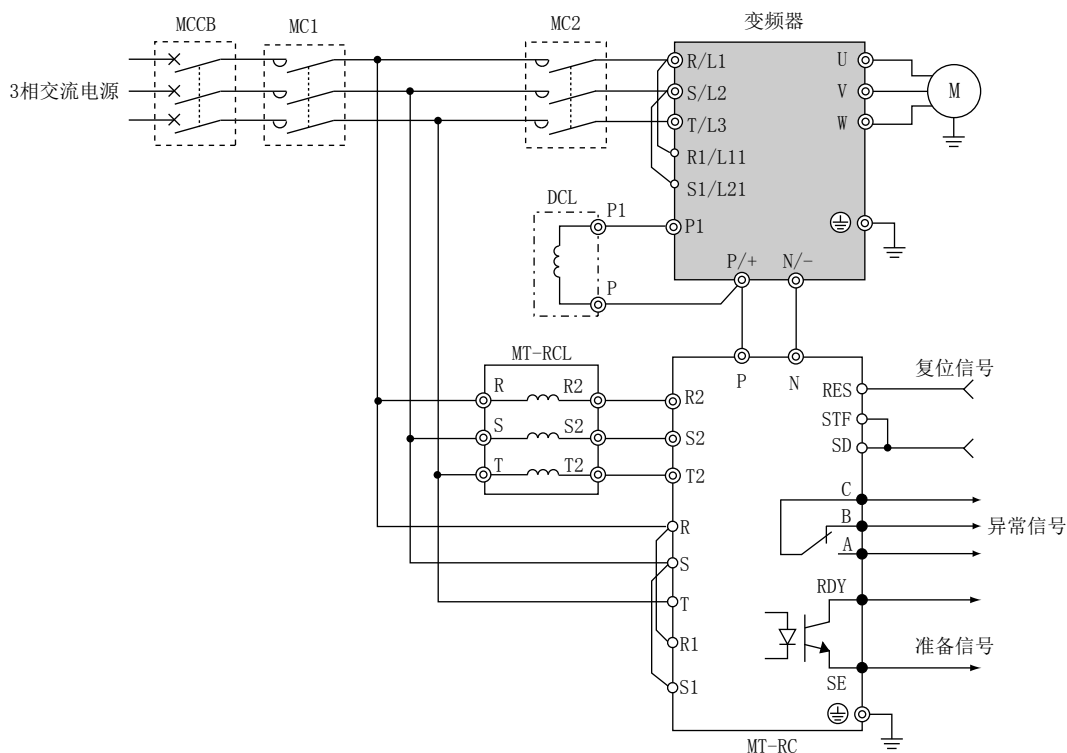 MCCB
MC1
MC2
变频器
3相交流电源
R/L1
S/L2
T/L3
R1/L11
S1/L21
P1
P/+
N/-
U
V
W
M
DCL
P1
P
MT-RCL
R
R2
S
S2
T
T2
P
N
R2
S2
T2
R
S
T
R1
S1
RES
STF
SD
C
B
A
RDY
SE
复位信号
异常信号
准备信号
MT-RC